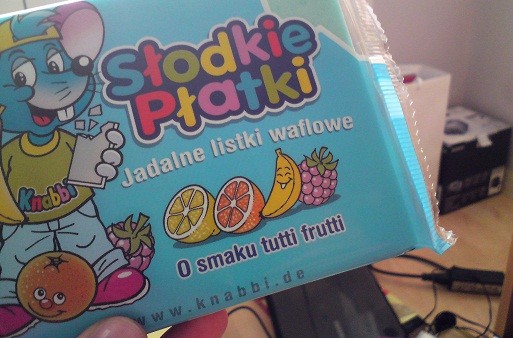 Słodkie
Płatki
Jadalne listki waflowe
Knabbi
O smaku tutti frutti
www.knabbi.de